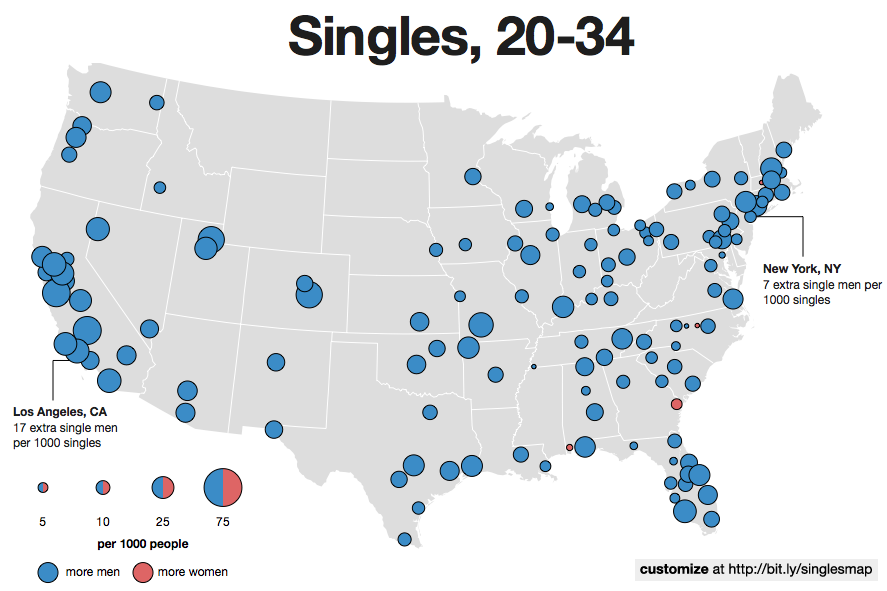 Singles, 20-34
New York, NY
7 extra single men per
1000 singles
Los Angeles, CA
17 extra single men
per 1000 singles
5 10 25 75
per 1000 people
more men more women
customize at http://bit.ly/singlesmap